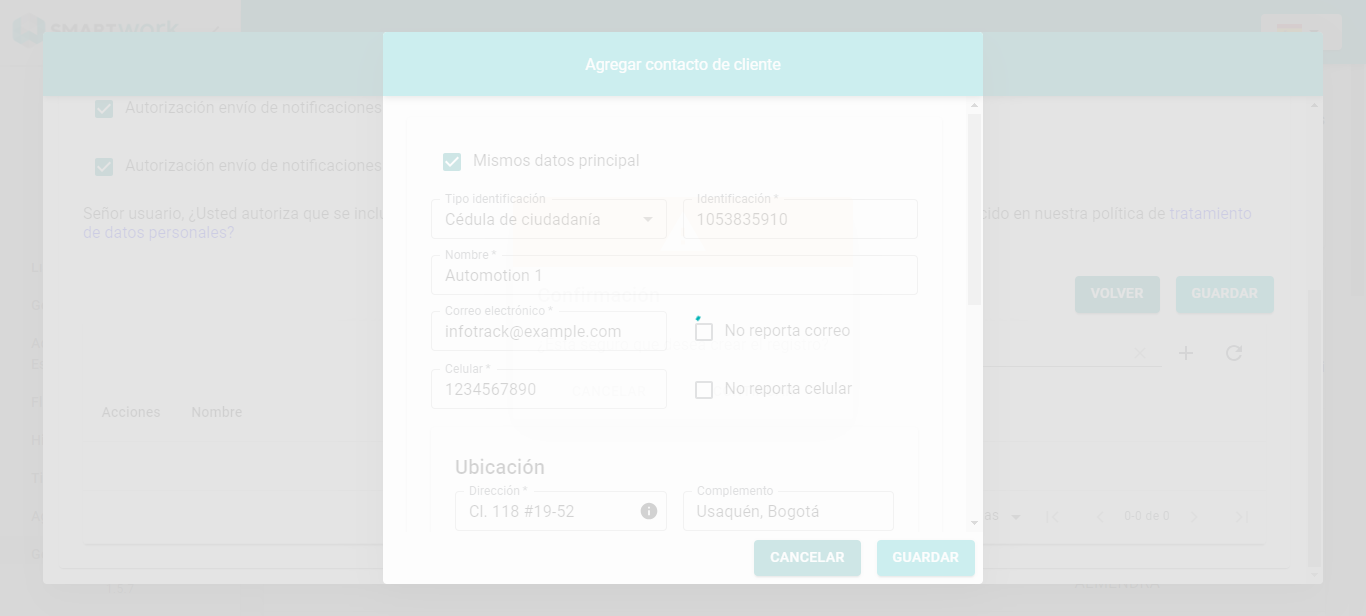 SMARTWORK
Agregar contacto de cliente
Autorización envío de notificaciones
Mismos datos principal
Autorización envío de notificaciones
Tipo identificación
Identificación *
Cédula de ciudadanía
1053835910
Señor usuario, ¿Usted autoriza que se
cido en nuestra política de tratamiento
de datos personales?
Nombre *
Automotion 1
Confirmación
VOLVER
GUARDAR
Correo electrónico *
infotrack@example.com
No reporta correo
Celular *
1234567890
CANCELAR
No reporta celular
Acciones
Nombre
Ubicación
Dirección *
Complemento
Cl. 118 #19-52
Usaquén, Bogotá
as
0-0 de 0
CANCELAR
GUARDAR